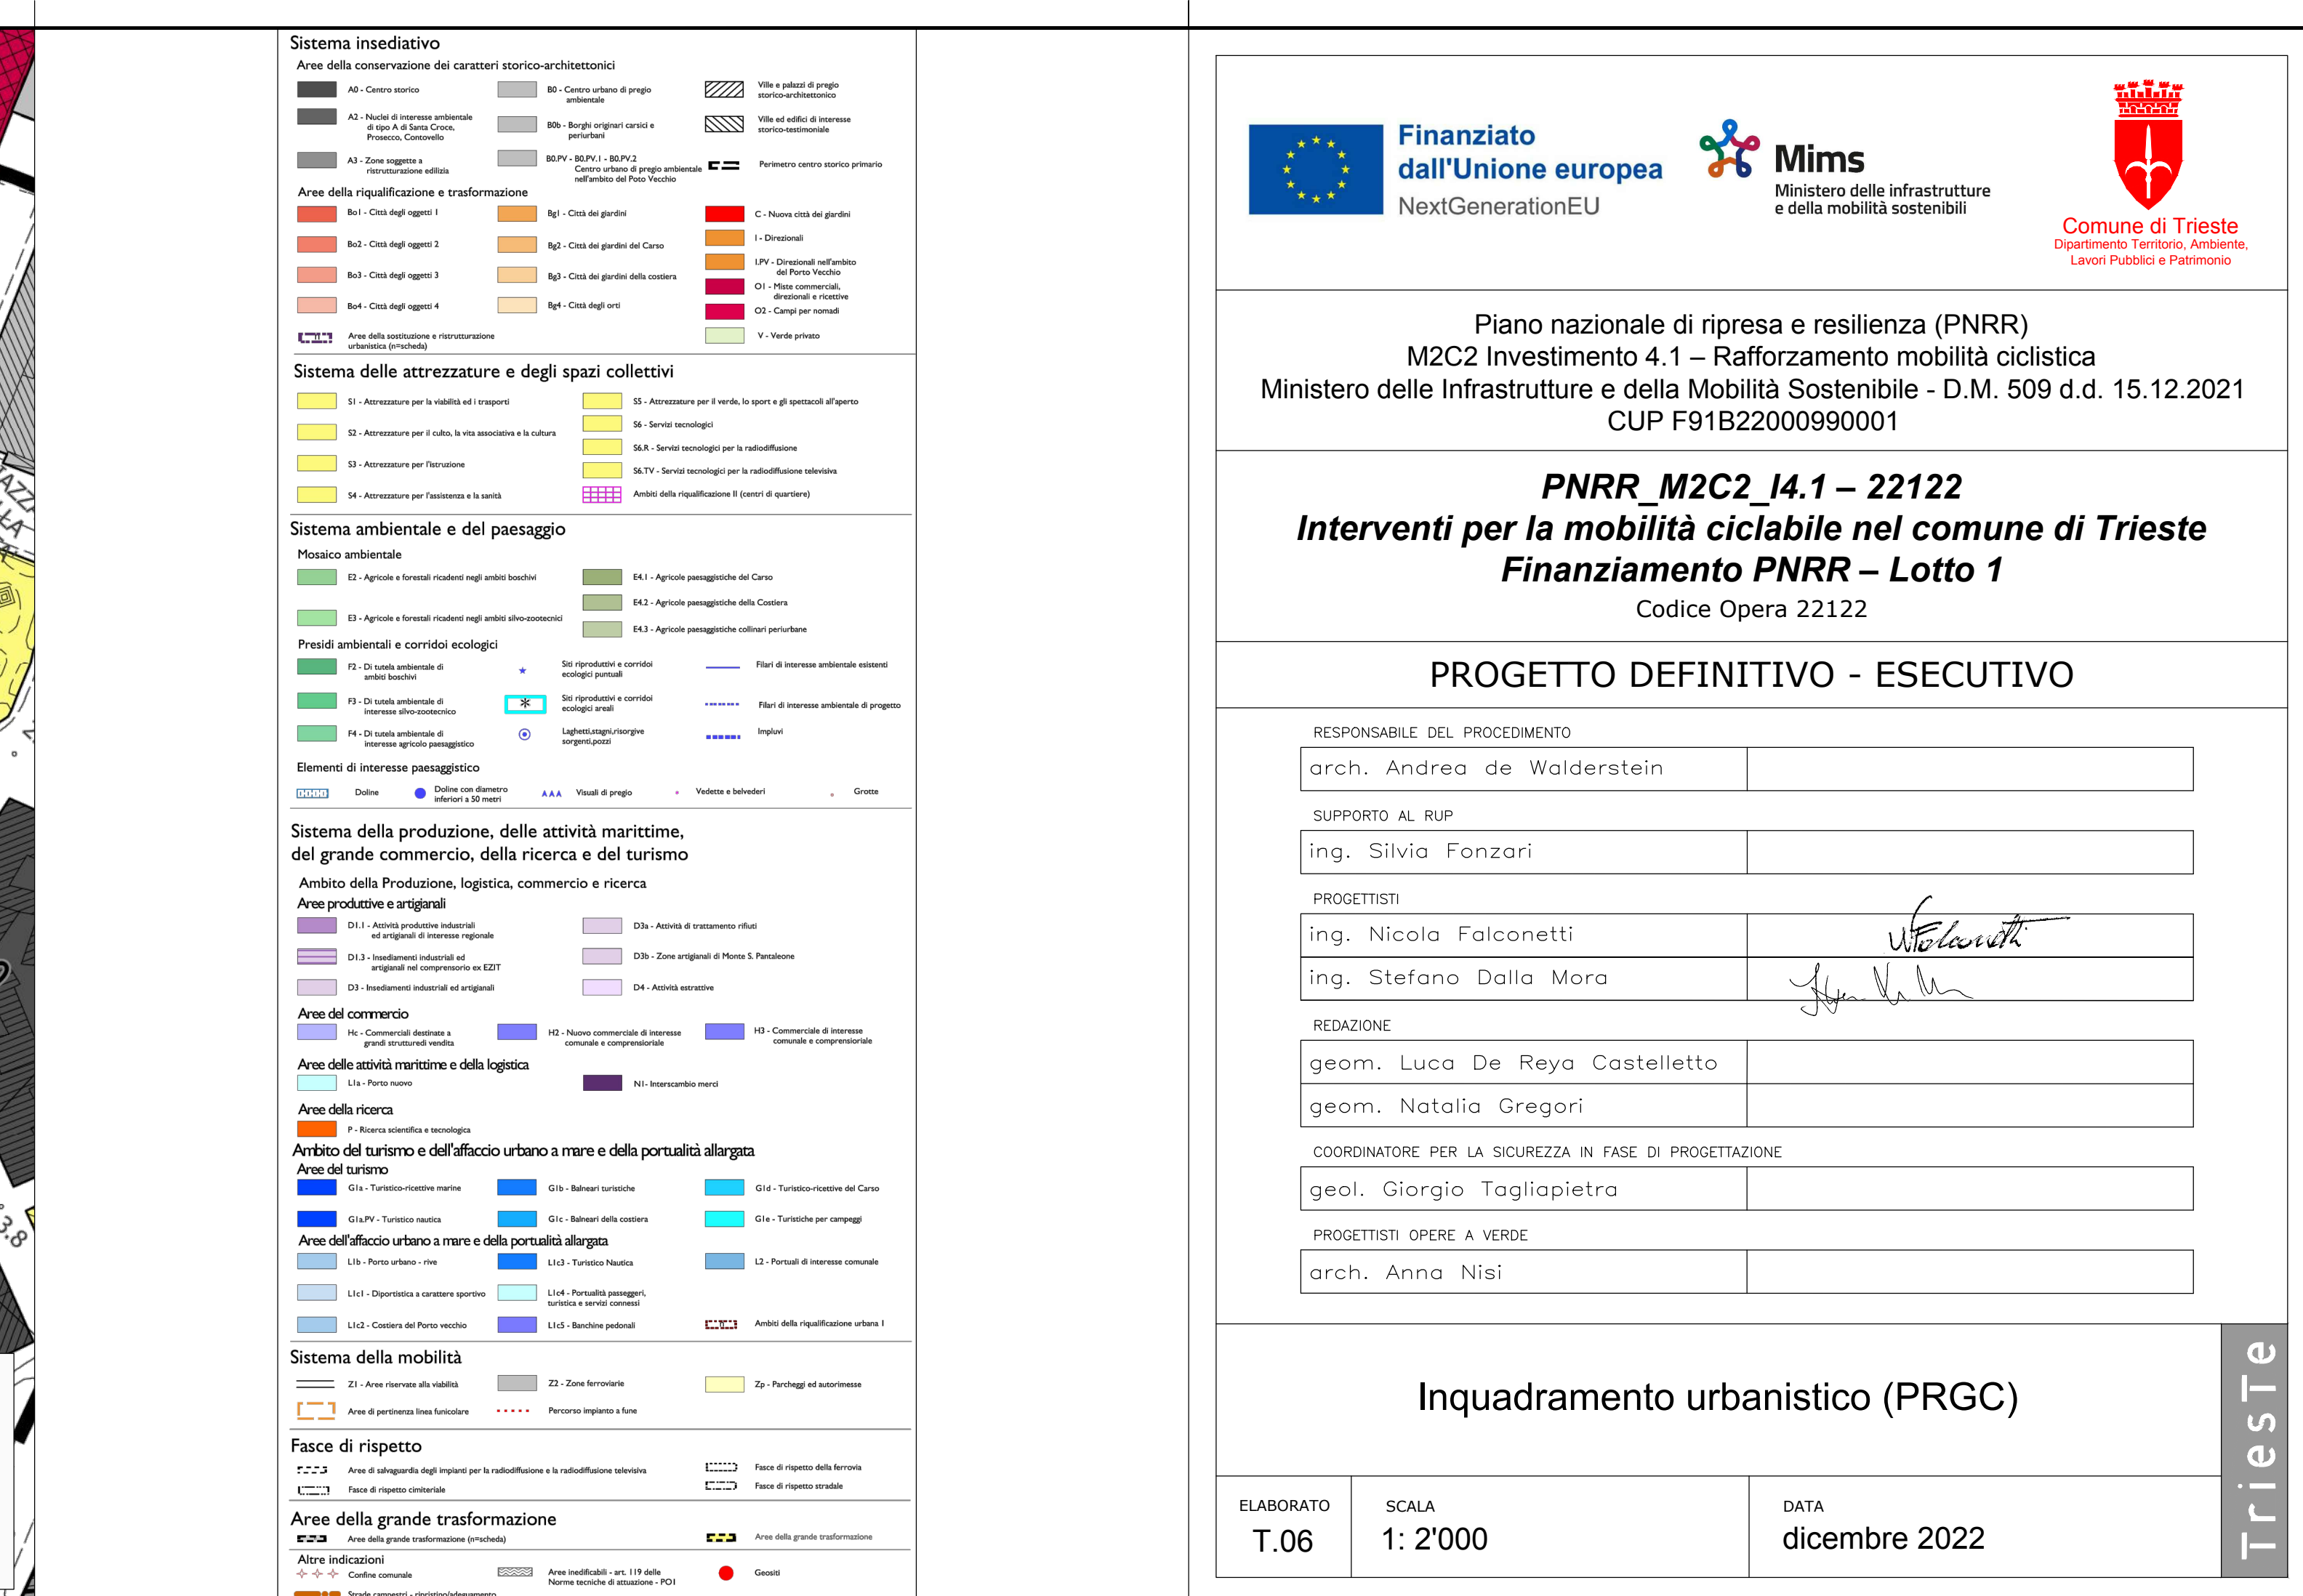 Sistema insediativo
Aree della conservazione dei caratteri storico-architettonici
A0 - Centro storico
A2 - Nuclei di interesse ambientale
di tipo A di Santa Croce,
Prosecco, Contovello
A3 - Zone soggette a
ristrutturazione edilizia
B0 - Centro urbano di pregio
ambientale
B0b - Borghi originari carsici e
periurbani
B0.PV - B0.PV.1 - B0.PV.2
Centro urbano di pregio ambientale
nell'ambito del Poto Vecchio
Ville e palazzi di pregio
storico-architettonico
Ville ed edifici di interesse
storico-testimoniale
Perimetro centro storico primario
Aree della riqualificazione e trasformazione
Bo1 - Città degli oggetti 1
Bo2 - Città degli oggetti 2
Bo3 - Città degli oggetti 3
Bo4 - Città degli oggetti 4
Aree della sostituzione e ristrutturazione
urbanistica (n=scheda)
Bg1 - Città dei giardini
Bg2 - Città dei giardini del Carso
Bg3 - Città dei giardini della costiera
Bg4 - Città degli orti
C - Nuova città dei giardini
I - Direzionali
I.PV - Direzionali nell'ambito
del Porto Vecchio
O1 - Miste commerciali,
direzionali e ricettive
O2 - Campi per nomadi
V - Verde privato
Sistema delle attrezzature e degli spazi collettivi
S1 - Attrezzature per la viabilità ed i trasporti
S2 - Attrezzature per il culto, la vita associativa e la cultura
S3 - Attrezzature per l'istruzione
S4 - Attrezzature per l'assistenza e la sanità
S5 - Attrezzature per il verde, lo sport e gli spettacoli all'aperto
S6 - Servizi tecnologici
S6.R - Servizi tecnologici per la radiodiffusione
S6.TV - Servizi tecnologici per la radiodiffusione televisiva
Ambiti della riqualificazione II (centri di quartiere)
Sistema ambientale e del paesaggio
Mosaico ambientale
E2 - Agricole e forestali ricadenti negli ambiti boschivi
E3 - Agricole e forestali ricadenti negli ambiti silvo-zootecnici
E4.1 - Agricole paesaggistiche del Carso
E4.2 - Agricole paesaggistiche della Costiera
E4.3 - Agricole paesaggistiche collinari periurbane
Presidi ambientali e corridoi ecologici
F2 - Di tutela ambientale di
ambiti boschivi
F3 - Di tutela ambientale di
interesse silvo-zootecnico
F4 - Di tutela ambientale di
interesse agricolo paesaggistico
Siti riproduttivi e corridoi
ecologici puntuali
Siti riproduttivi e corridoi
ecologici areali
Laghetti,stagni,risorgive
sorgenti,pozzi
Filari di interesse ambientale esistenti
Filari di interesse ambientale di progetto
Impluvi
Elementi di interesse paesaggistico
Doline
Doline con diametro
inferiori a 50 metri
Visuali di pregio
Vedette e belvederi
Grotte
Sistema della produzione, delle attività marittime,
del grande commercio, della ricerca e del turismo
Ambito della Produzione, logistica, commercio e ricerca
Aree produttive e artigianali
D1.1 - Attività produttive industriali
ed artigianali di interesse regionale
D1.3 - Insediamenti industriali ed
artigianali nel comprensorio ex EZIT
D3 - Insediamenti industriali ed artigianali
D3a - Attività di trattamento rifiuti
D3b - Zone artigianali di Monte S. Pantaleone
D4 - Attività estrattive
Aree del commercio
Hc - Commerciali destinate a
grandi strutturedi vendita
H2 - Nuovo commerciale di interesse
comunale e comprensioriale
H3 - Commerciale di interesse
comunale e comprensioriale
Aree delle attività marittime e della logistica
L1a - Porto nuovo
N1- Interscambio merci
Aree della ricerca
P - Ricerca scientifica e tecnologica
Ambito del turismo e dell'affaccio urbano a mare e della portualità allargata
Aree del turismo
G1a - Turistico-ricettive marine
G1a.PV - Turistico nautica
G1b - Balneari turistiche
G1c - Balneari della costiera
G1d - Turistico-ricettive del Carso
G1e - Turistiche per campeggi
Aree dell'affaccio urbano a mare e della portualità allargata
L1b - Porto urbano - rive
L1c1 - Diportistica a carattere sportivo
L1c2 - Costiera del Porto vecchio
L1c3 - Turistico Nautica
L1c4 - Portualità passeggeri,
turistica e servizi connessi
L1c5 - Banchine pedonali
L2 - Portuali di interesse comunale
Ambiti della riqualificazione urbana I
Sistema della mobilità
Z1 - Aree riservate alla viabilità
Z2 - Zone ferroviarie
Zp - Parcheggi ed autorimesse
Aree di pertinenza linea funicolare
Percorso impianto a fune
Fasce di rispetto
Aree di salvaguardia degli impianti per la radiodiffusione e la radiodiffusione televisiva
Fasce di rispetto cimiteriale
Fasce di rispetto della ferrovia
Fasce di rispetto stradale
Aree della grande trasformazione
Aree della grande trasformazione (n=scheda)
Aree della grande trasformazione
Altre indicazioni
Confine comunale
Aree inedificabili - art. 119 delle
Norme tecniche di attuazione - PO1
Geositi
Strade campestri - ripristino/adeguamento
Finanziato
dall'Unione europea
NextGenerationEU
Mims
Ministero delle infrastrutture
e della mobilità sostenibili
Comune di Trieste
Dipartimento Territorio, Ambiente,
Lavori Pubblici e Patrimonio
Piano nazionale di ripresa e resilienza (PNRR)
M2C2 Investimento 4.1 – Rafforzamento mobilità ciclistica
Ministero delle Infrastrutture e della Mobilità Sostenibile - D.M. 509 d.d. 15.12.2021
CUP F91B22000990001
PNRR_M2C2_I4.1 – 22122
Interventi per la mobilità ciclabile nel comune di Trieste
Finanziamento PNRR – Lotto 1
Codice Opera 22122
PROGETTO DEFINITIVO - ESECUTIVO
RESPONSABILE DEL PROCEDIMENTO
arch. Andrea de Walderstein
SUPPORTO AL RUP
ing. Silvia Fonzari
PROGETTISTI
ing. Nicola Falconetti
ing. Stefano Dalla Mora
REDAZIONE
geom. Luca De Reya Castelletto
geom. Natalia Gregori
COORDINATORE PER LA SICUREZZA IN FASE DI PROGETTAZIONE
geol. Giorgio Tagliapietra
PROGETTISTI OPERE A VERDE
arch. Anna Nisi
Inquadramento urbanistico (PRGC)
TriesTe
ELABORATO
T.06
SCALA
1: 2'000
DATA
dicembre 2022